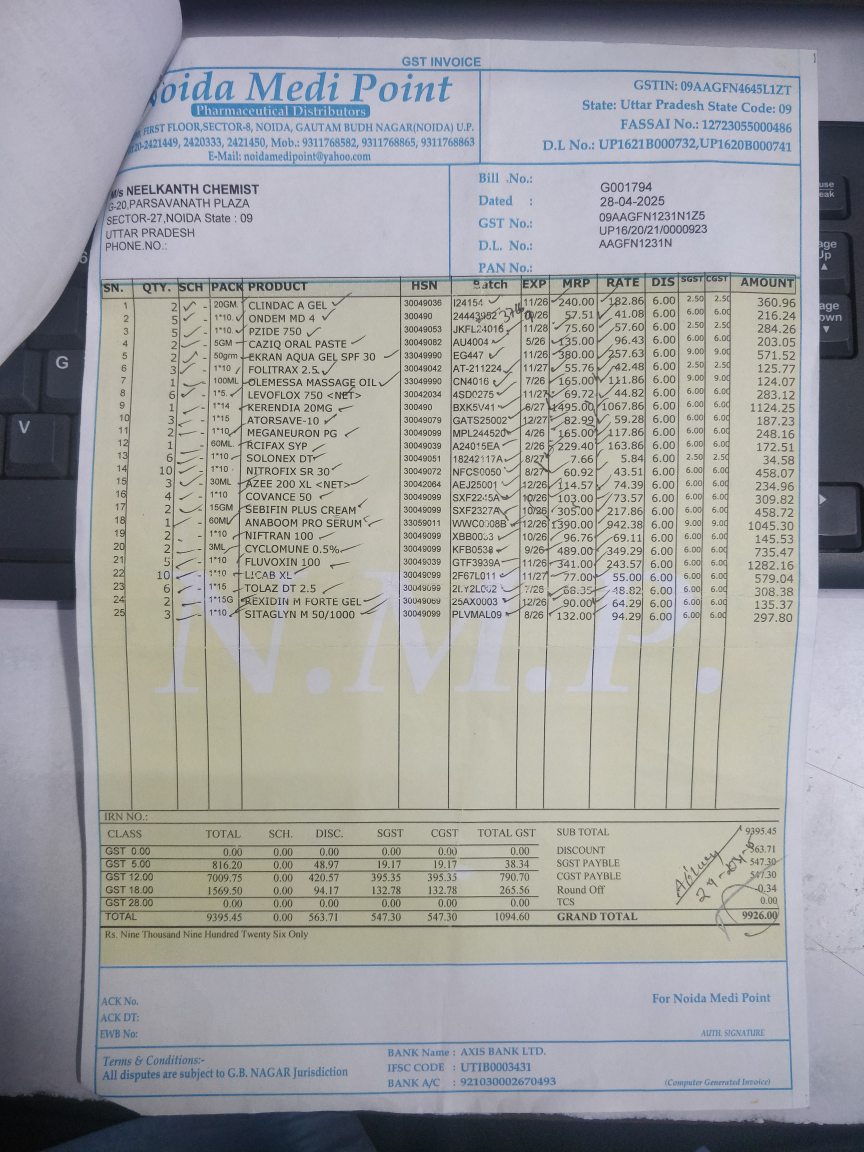 GST INVOICE
1
Noida Medi Point
Pharmaceutical Distributors
FIRST FLOOR,SECTOR-8, NOIDA, GAUTAM BUDH NAGAR(NOIDA) U.P.
2421449, 2420333, 2421450, Mob.: 9311768582, 9311768865, 9311768863
E-Mail: noidamedipoint@yahoo.com
GSTIN: 09AAGFN4645L1ZT
State: Uttar Pradesh State Code: 09
FASSAI No.: 12723055000486
D.L No.: UP1621B000732,UP1620B000741
M/s NEELKANTH CHEMIST
G-20,PARSAVANATH PLAZA
SECTOR-27,NOIDA State : 09
UTTAR PRADESH
PHONE.NO.:
Bill .No.: G001794
Dated : 28-04-2025
GST No.: 09AAGFN1231N1Z5
D.L. No.: UP16/20/21/0000923
PAN No.: AAGFN1231N
SN. QTY. SCH PACK PRODUCT HSN Batch EXP MRP RATE DIS SGST CGST AMOUNT
1 2 - 20GM CLINDAC A GEL 30049036 I24154 11/26 240.00 182.86 6.00 2.50 2.50 360.96
2 5 - 1*10 ONDEM MD 4 300490 /26 57.51 41.08 6.00 6.00 6.00 216.24
3 5 - 1*10 PZIDE 750 30049053 JKFL24016 11/28 75.60 57.60 6.00 2.50 2.50 284.26
4 2 - 5GM CAZIQ ORAL PASTE 30049082 AU4004 5/26 135.00 96.43 6.00 6.00 6.00 203.05
5 2 - 50grm EKRAN AQUA GEL SPF 30 30049990 EG447 11/26 380.00 257.63 6.00 9.00 9.00 571.52
6 3 - 1*10 FOLITRAX 2.5 30049042 AT-211224 11/27 55.76 42.48 6.00 2.50 2.50 125.77
7 1 - 100ML OLEMESSA MASSAGE OIL 30049990 CN4016 7/26 165.00 111.86 6.00 9.00 9.00 124.07
8 6 - 1*5 LEVOFLOX 750 <NET> 30042034 4SD0275 11/26 69.72 44.82 6.00 6.00 6.00 283.12
9 1 - 1*14 KERENDIA 20MG 300490 BXK5V41 6/27 1495.00 1067.86 6.00 6.00 6.00 1124.25
10 3 - 1*15 ATORSAVE-10 30049079 GATS25002 12/27 82.99 59.28 6.00 6.00 6.00 187.23
11 2 - 1*10 MEGANEURON PG 30049099 MPL244520 4/26 165.00 117.86 6.00 6.00 6.00 248.16
12 1 - 60ML RCIFAX SYP 30049039 A24015EA 2/26 229.40 163.86 6.00 6.00 6.00 172.51
13 6 - 1*10 SOLONEX DT 30049051 18242117A 8/27 7.66 5.84 6.00 2.50 2.50 34.58
14 10 - 1*10 NITROFIX SR 30 30049072 NFCS0050 8/27 60.92 43.51 6.00 6.00 6.00 458.07
15 3 - 30ML AZEE 200 XL <NET> 30042064 AEJ25001 12/26 114.57 74.39 6.00 6.00 6.00 234.96
16 4 - 1*10 COVANCE 50 30049099 SXF2245A 10/26 103.00 73.57 6.00 6.00 6.00 309.82
17 2 - 15GM SEBIFIN PLUS CREAM 30049099 SXF2327A 10/26 305.00 217.86 6.00 6.00 6.00 458.72
18 1 - 60ML ANABOOM PRO SERUM 33059011 WWC0008B 12/26 1390.00 942.38 6.00 9.00 9.00 1045.30
19 2 - 1*10 NIFTRAN 100 30049099 XBB0033 10/26 96.76 69.11 6.00 6.00 6.00 145.53
20 2 - 3ML CYCLOMUNE 0.5% 30049099 KFB0538 9/26 489.00 349.29 6.00 6.00 6.00 735.47
21 5 - 1*10 FLUVOXIN 100 30049039 GTF3939A 11/26 341.00 243.57 6.00 6.00 6.00 1282.16
22 10 - 1*10 LICAB XL 30049099 2F67L011 11/27 77.00 55.00 6.00 6.00 6.00 579.04
23 6 - 1*15 TOLAZ DT 2.5 30049099 2LY2L002 7/26 68.35 48.82 6.00 6.00 6.00 308.38
24 2 - 1*15G REXIDIN M FORTE GEL 30049069 25AX0003 12/26 90.00 64.29 6.00 6.00 6.00 135.37
25 3 - 1*10 SITAGLYN M 50/1000 30049099 PLVMAL09 8/26 132.00 94.29 6.00 6.00 6.00 297.80
N.M.P.
IRN NO.:
CLASS TOTAL SCH. DISC. SGST CGST TOTAL GST
GST 0.00 0.00 0.00 0.00 0.00 0.00 0.00
GST 5.00 816.20 0.00 48.97 19.17 19.17 38.34
GST 12.00 7009.75 0.00 420.57 395.35 395.35 790.70
GST 18.00 1569.50 0.00 94.17 132.78 132.78 265.56
GST 28.00 0.00 0.00 0.00 0.00 0.00 0.00
TOTAL 9395.45 0.00 563.71 547.30 547.30 1094.60
SUB TOTAL 9395.45
DISCOUNT 563.71
SGST PAYBLE 547.30
CGST PAYBLE 547.30
Round Off -0.34
TCS 0.00
GRAND TOTAL 9926.00
Rs. Nine Thousand Nine Hundred Twenty Six Only
ACK No.
ACK DT:
EWB No:
For Noida Medi Point
AUTH. SIGNATURE
Terms & Conditions:-
All disputes are subject to G.B. NAGAR Jurisdiction
BANK Name : AXIS BANK LTD.
IFSC CODE : UTIB0003431
BANK A/C : 921030002670493
(Computer Generated Invoice)
G
V
6